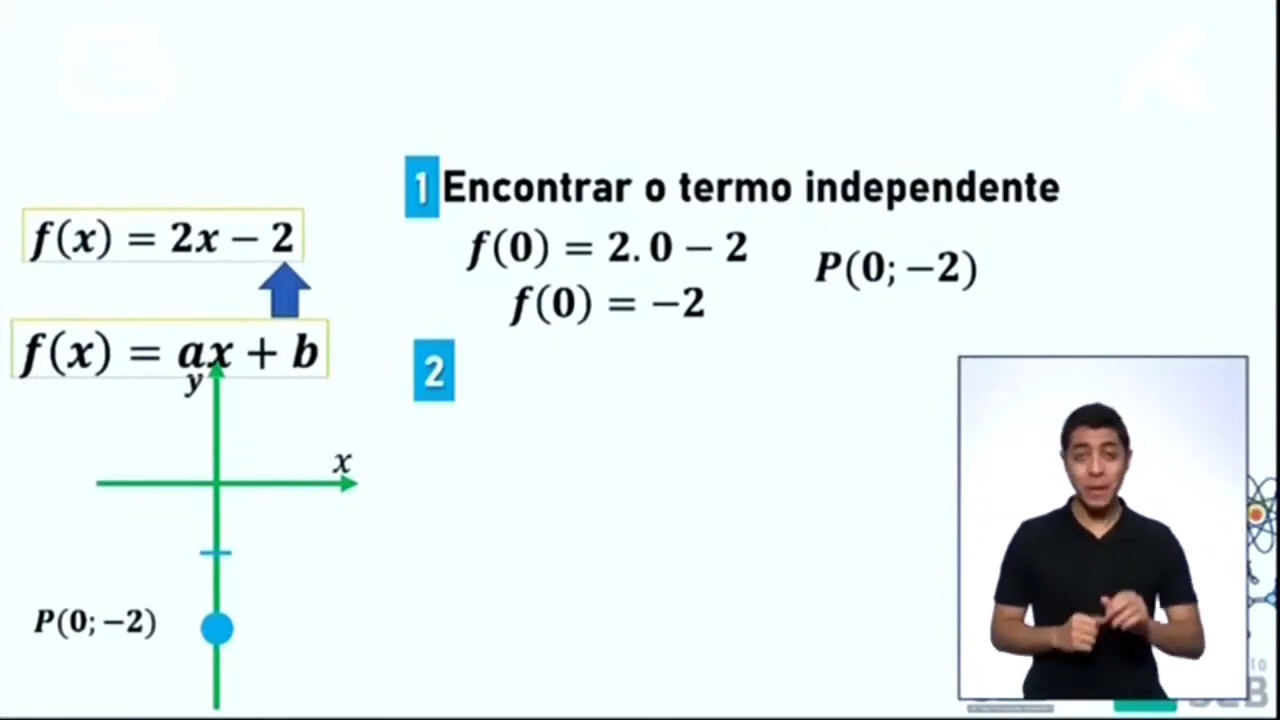 1 Encontrar o termo independente
f(x) = 2x − 2
f(0) = 2.0 − 2
P(0; −2)
f(0) = −2
f(x) = ax + b
2
y
x
P(0; −2)